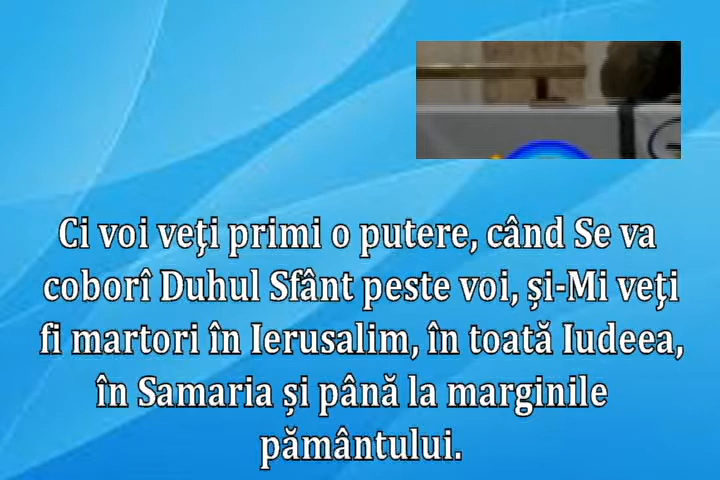 Ci voi veţi primi o putere, când Se va
coborî Duhul Sfânt peste voi, și-Mi veţi
fi martori în Ierusalim, în toată Iudeea,
în Samaria și până la marginile
pământului.